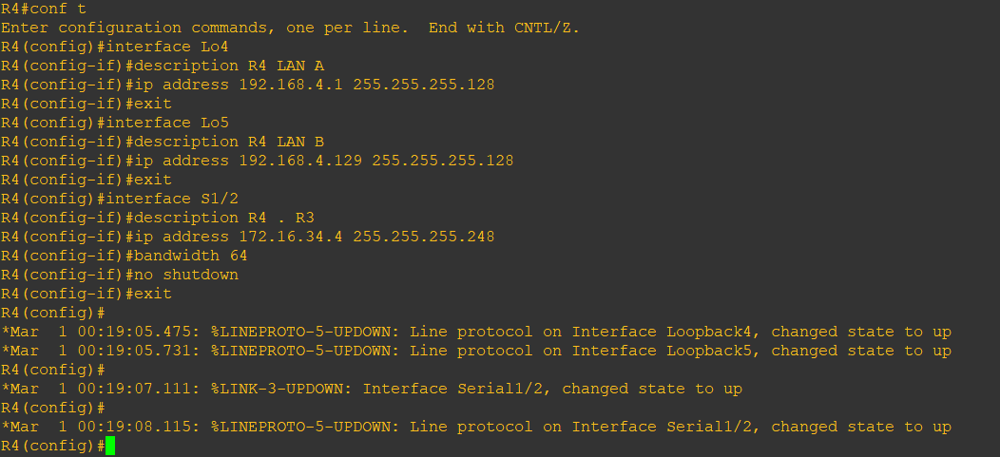 R4#conf t
Enter configuration commands, one per line.  End with CNTL/Z.
R4(config)#interface Lo4
R4(config-if)#description R4 LAN A
R4(config-if)#ip address 192.168.4.1 255.255.255.128
R4(config-if)#exit
R4(config)#interface Lo5
R4(config-if)#description R4 LAN B
R4(config-if)#ip address 192.168.4.129 255.255.255.128
R4(config-if)#exit
R4(config)#interface S1/2
R4(config-if)#description R4 . R3
R4(config-if)#ip address 172.16.34.4 255.255.255.248
R4(config-if)#bandwidth 64
R4(config-if)#no shutdown
R4(config-if)#exit
R4(config)#
*Mar  1 00:19:05.475: %LINEPROTO-5-UPDOWN: Line protocol on Interface Loopback4, changed state to up
*Mar  1 00:19:05.731: %LINEPROTO-5-UPDOWN: Line protocol on Interface Loopback5, changed state to up
R4(config)#
*Mar  1 00:19:07.111: %LINK-3-UPDOWN: Interface Serial1/2, changed state to up
R4(config)#
*Mar  1 00:19:08.115: %LINEPROTO-5-UPDOWN: Line protocol on Interface Serial1/2, changed state to up
R4(config)#